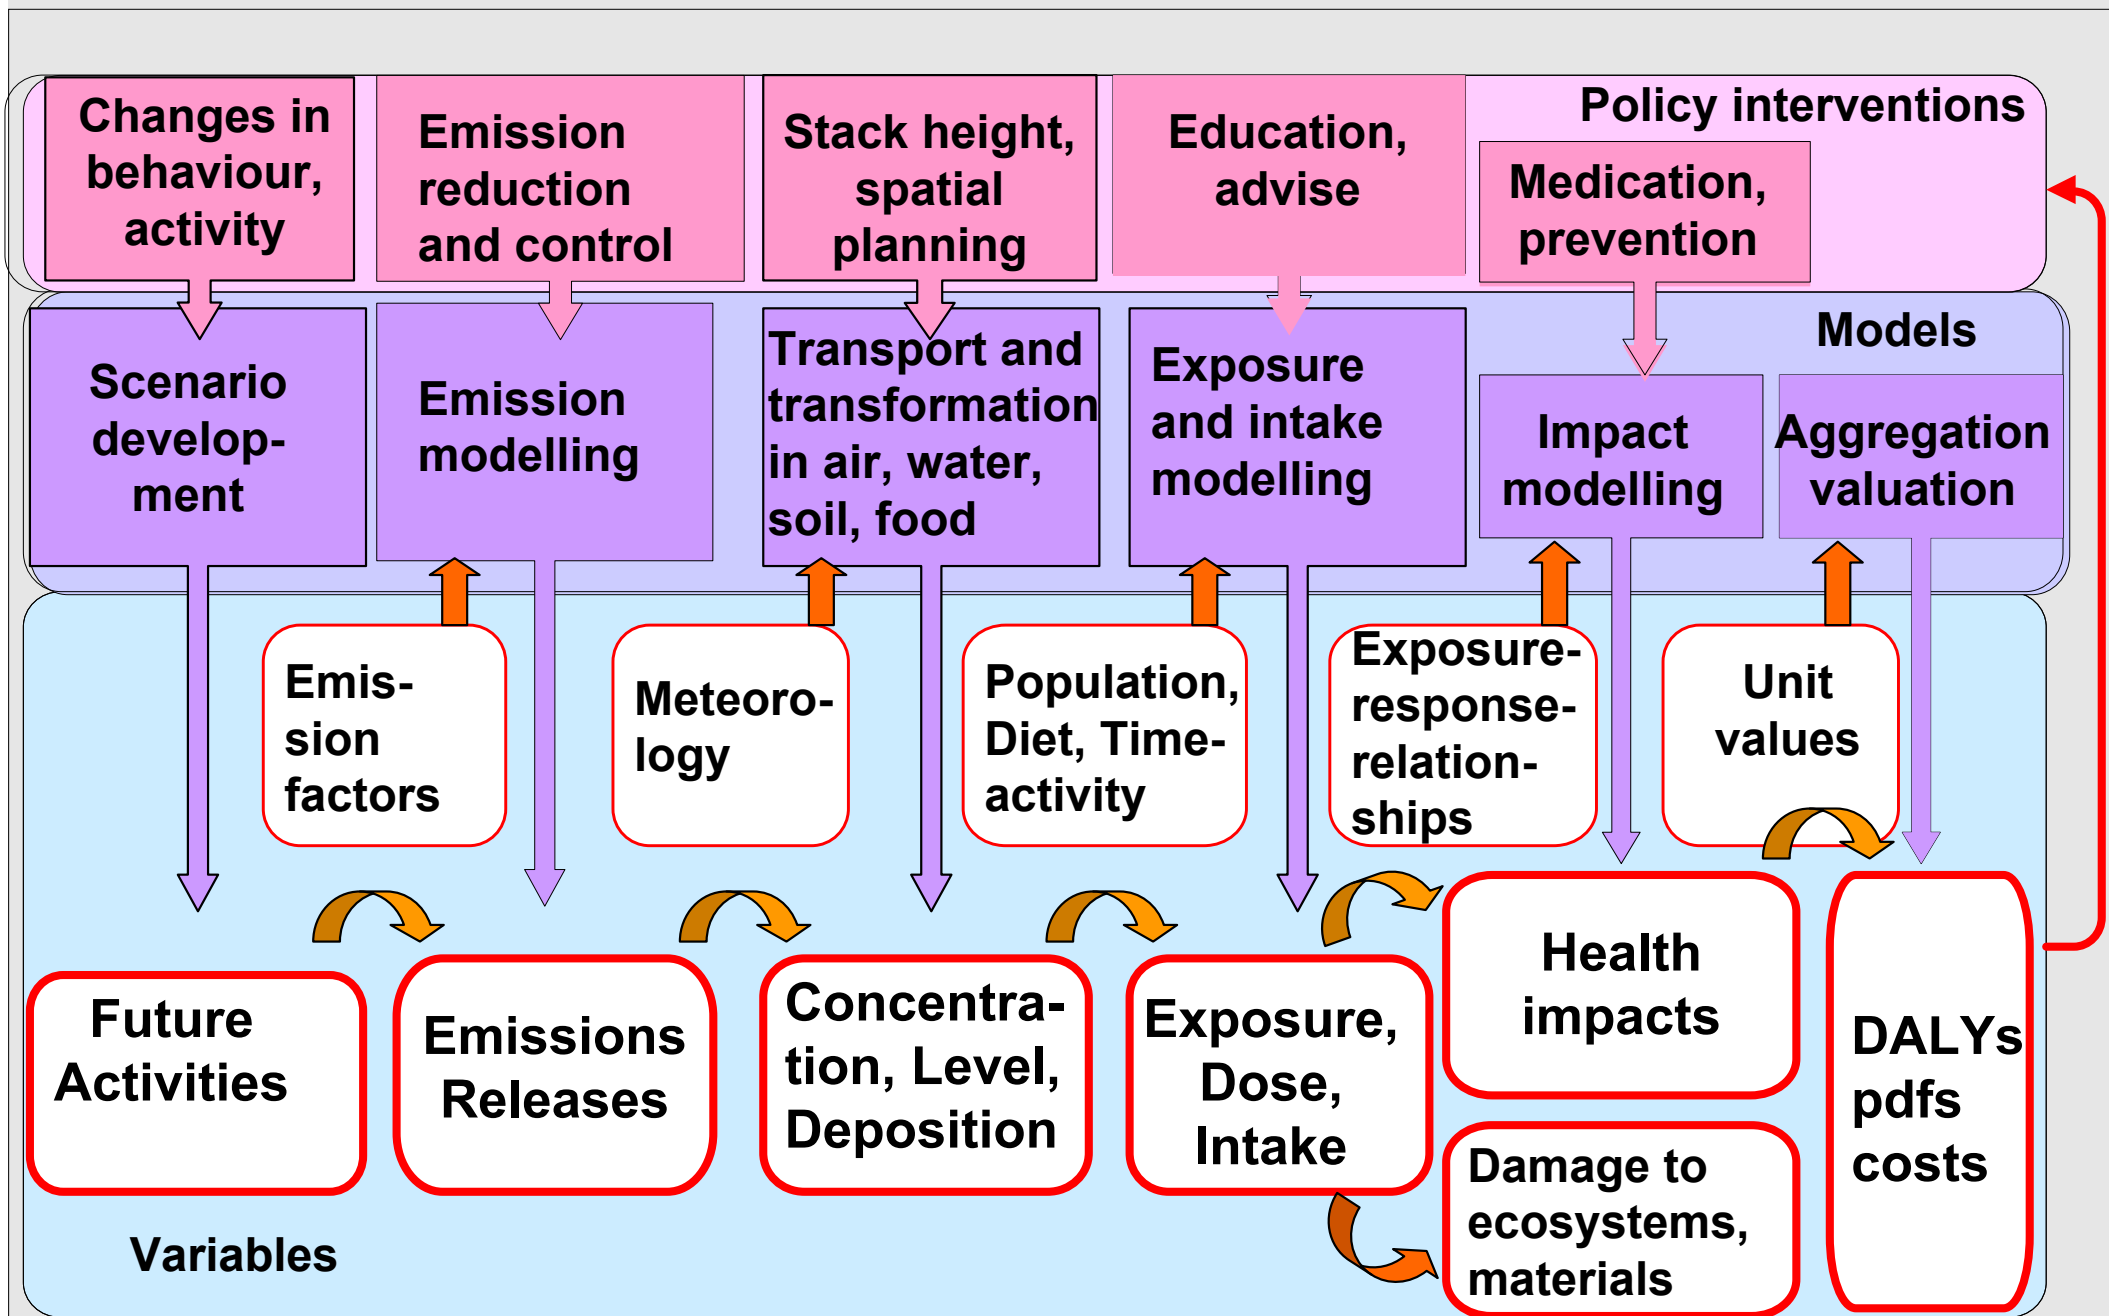 Changes in
behaviour,
activity
Emission
reduction
and control
Stack height,
spatial
planning
Education,
advise
Policy interventions
Medication,
prevention
Models
Scenario
develop-
ment
Emission
modelling
Transport and
transformation
in air, water,
soil, food
Exposure
and intake
modelling
Impact
modelling
Aggregation
valuation
Emis-
sion
factors
Meteoro-
logy
Population,
Diet, Time-
activity
Exposure-
response-
relation-
ships
Unit
values
Future
Activities
Emissions
Releases
Concentra-
tion, Level,
Deposition
Exposure,
Dose,
Intake
Health
impacts
Damage to
ecosystems,
materials
DALYs
pdfs
costs
Variables